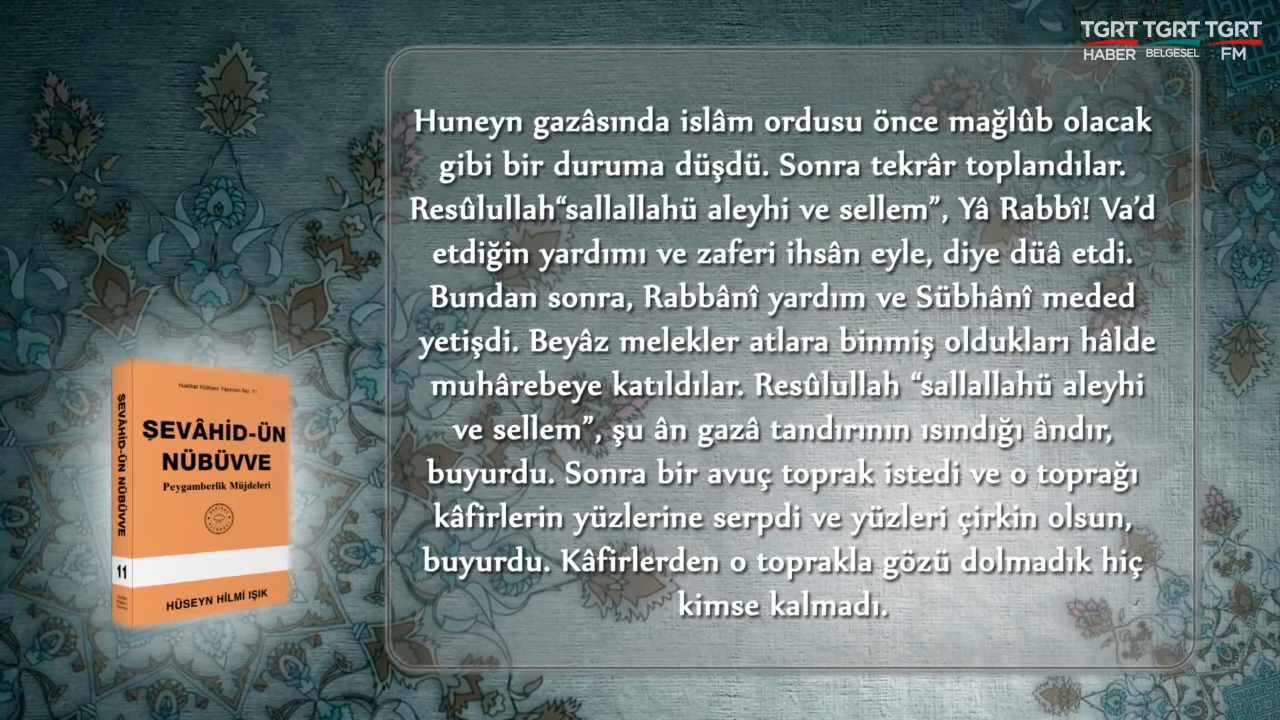 TGRT TGRT TGRT
HABER BELGESEL FM
Huneyn gazâsında islâm ordusu önce mağlûb olacak
gibi bir duruma düşdü. Sonra tekrâr toplandılar.
Resûlullah“sallallahü aleyhi ve sellem”, Yâ Rabbî! Va’d
etdiğin yardımı ve zaferi ihsân eyle, diye düâ etdi.
Bundan sonra, Rabbânî yardım ve Sübhânî meded
yetişdi. Beyâz melekler atlara binmiş oldukları hâlde
muhârebeye katıldılar. Resûlullah “sallallahü aleyhi
ve sellem”, şu ân gazâ tandırının ısındığı ândır,
buyurdu. Sonra bir avuç toprak istedi ve o toprağı
kâfirlerin yüzlerine serpdi ve yüzleri çirkin olsun,
buyurdu. Kâfirlerden o toprakla gözü dolmadık hiç
kimse kalmadı.
Hakîkat Kitâbevi Yayınları No: 11
ŞEVÂHİD-ÜN
NÜBÜVVE
Peygamberlik Müjdeleri
HÜSEYN HİLMİ IŞIK
ŞEVÂHİD-ÜN NÜBÜVVE
11